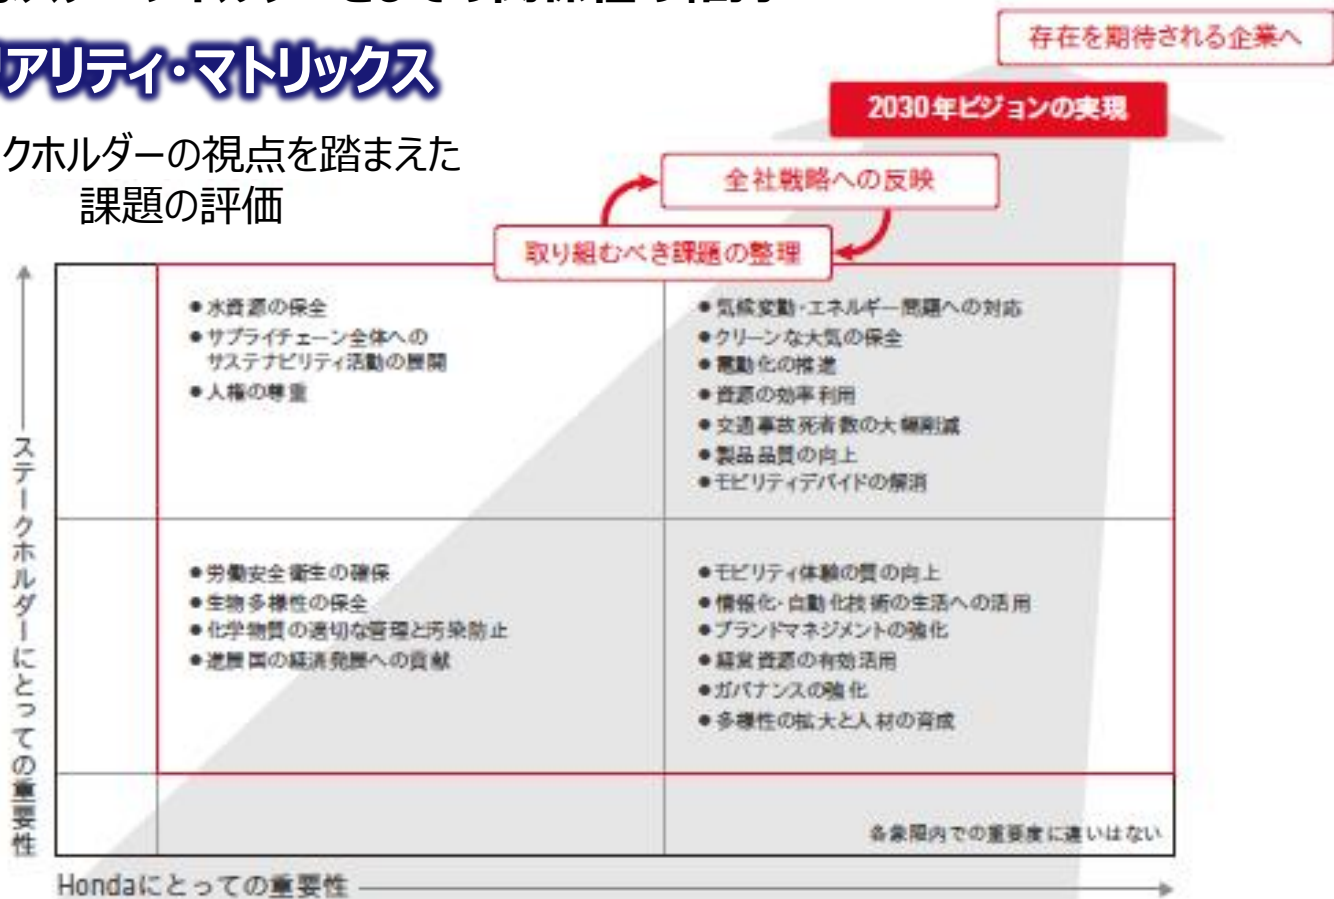 存在を期待される企業へ
リアリティ・マトリックス
2030年ビジョンの実現
クホルダーの視点を踏まえた
課題の評価
全社戦略への反映
取り組むべき課題の整理
●水資源の保全
●サプライチェーン全体への
サステナビリティ活動の展開
●人権の尊重
●気候変動・エネルギー問題への対応
●クリーンな大気の保全
●電動化の推進
●資源の効率利用
●交通事故死者数の大幅削減
●製品品質の向上
●モビリティデバイドの解消
●労働安全衛生の確保
●生物多様性の保全
●化学物質の適切な管理と汚染防止
●進展国の経済発展への貢献
●モビリティ体験の質の向上
●情報化・自動化技術の生活への活用
●ブランドマネジメントの強化
●経営資源の有効活用
●ガバナンスの強化
●多様性の拡大と人材の育成
各象限内での重要度に違いはない
ステークホルダーにとっての重要性
Hondaにとっての重要性